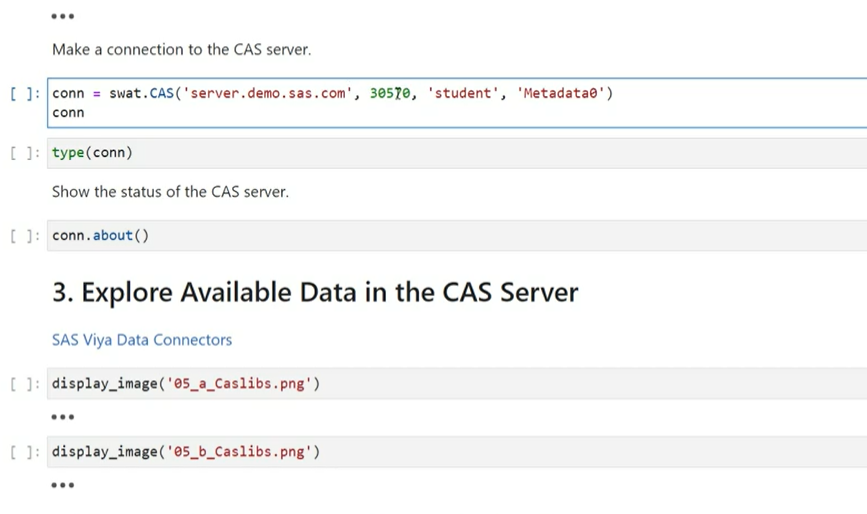 •••
Make a connection to the CAS server.
[ ]: conn = swat.CAS('server.demo.sas.com', 30570, 'student', 'Metadata0')
conn
[ ]: type(conn)
Show the status of the CAS server.
[ ]: conn.about()
3. Explore Available Data in the CAS Server
SAS Viya Data Connectors
[ ]: display_image('05_a_Caslibs.png')
•••
[ ]: display_image('05_b_Caslibs.png')
•••